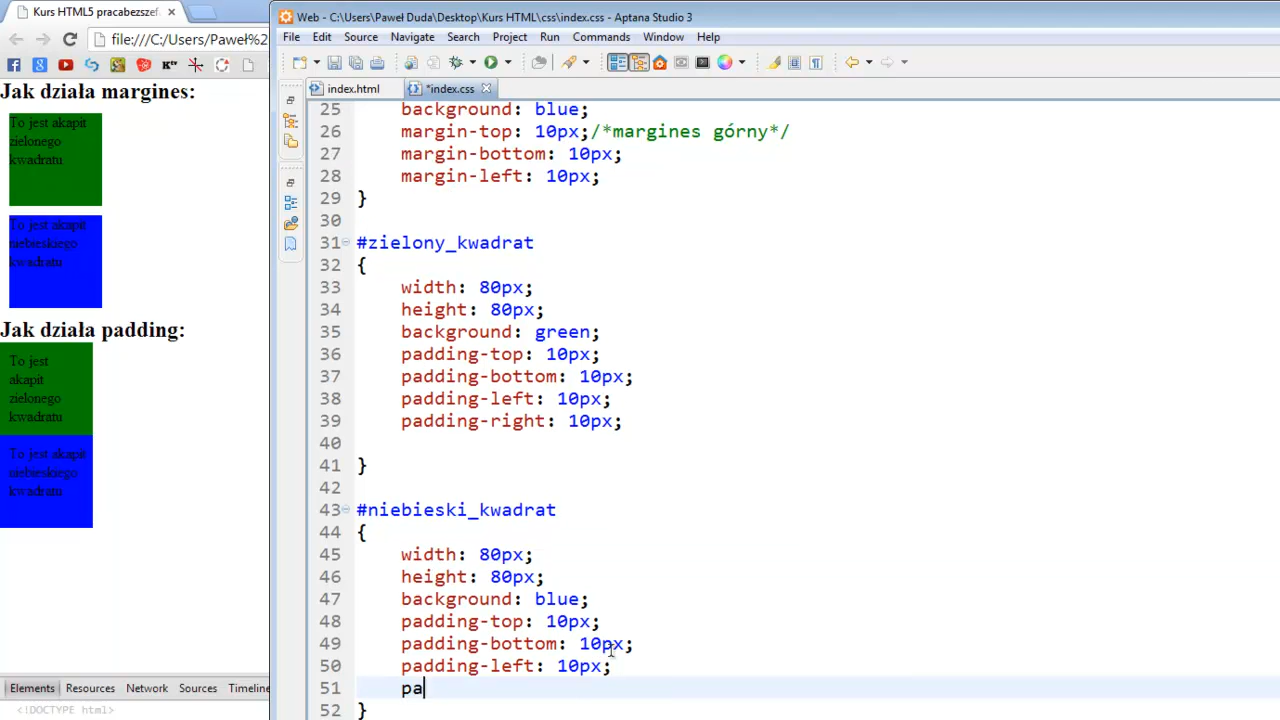 Kurs HTML5 pracabezszef
Web - C:\Users\Paweł Duda\Desktop\Kurs HTML\css\index.css - Aptana Studio 3
File Edit Source Navigate Search Project Run Commands Window Help
file:///C:/Users/Paweł%2
index.html
*index.css
Jak działa margines:
To jest akapit
zielonego
kwadratu
To jest akapit
niebieskiego
kwadratu
Jak działa padding:
To jest
akapit
zielonego
kwadratu
To jest akapit
niebieskiego
kwadratu
Elements Resources Network Sources Timeline
<!DOCTYPE html>
25 background: blue;
26 margin-top: 10px;/*margines górny*/
27 margin-bottom: 10px;
28 margin-left: 10px;
29 }
30
31 #zielony_kwadrat
32 {
33 width: 80px;
34 height: 80px;
35 background: green;
36 padding-top: 10px;
37 padding-bottom: 10px;
38 padding-left: 10px;
39 padding-right: 10px;
40
41 }
42
43 #niebieski_kwadrat
44 {
45 width: 80px;
46 height: 80px;
47 background: blue;
48 padding-top: 10px;
49 padding-bottom: 10px;
50 padding-left: 10px;
51 pa
52 }